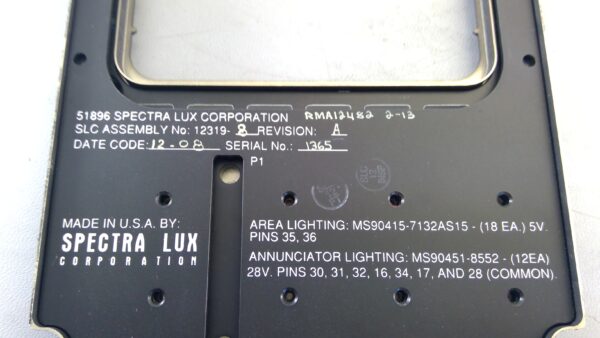 51896 SPECTRA LUX CORPORATION RMA12482 2-13
SLC ASSEMBLY No: 12319-8 REVISION: A
DATE CODE: 12-08 SERIAL No.: 1365
P1
MADE IN U.S.A. BY:
SPECTRA LUX
CORPORATION
AREA LIGHTING: MS90415-7132AS15 - (18 EA.) 5V.
PINS 35, 36
ANNUNCIATOR LIGHTING: MS90451-8552 - (12EA)
28V. PINS 30, 31, 32, 16, 34, 17, AND 28 (COMMON).